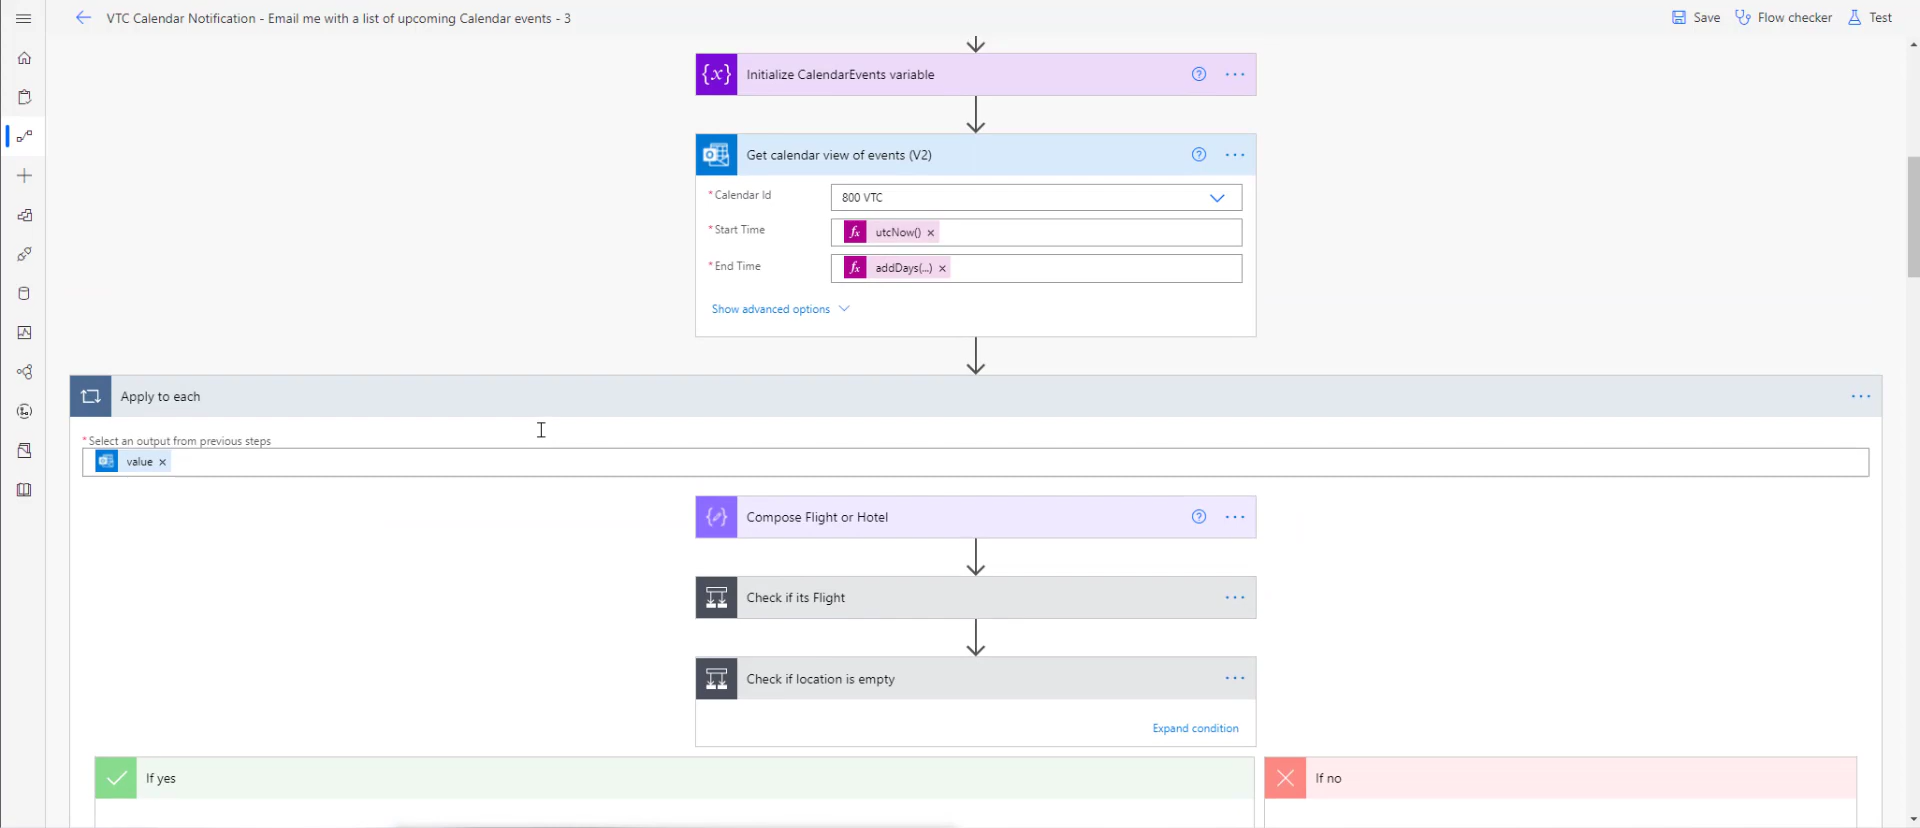 VTC Calendar Notification - Email me with a list of upcoming Calendar events - 3
Save
Flow checker
Test
{x} Initialize CalendarEvents variable
Get calendar view of events (V2)
*Calendar Id
800 VTC
*Start Time
fx utcNow() ×
*End Time
fx addDays(...) ×
Show advanced options
Apply to each
*Select an output from previous steps
value ×
Compose Flight or Hotel
Check if its Flight
Check if location is empty
Expand condition
If yes
If no